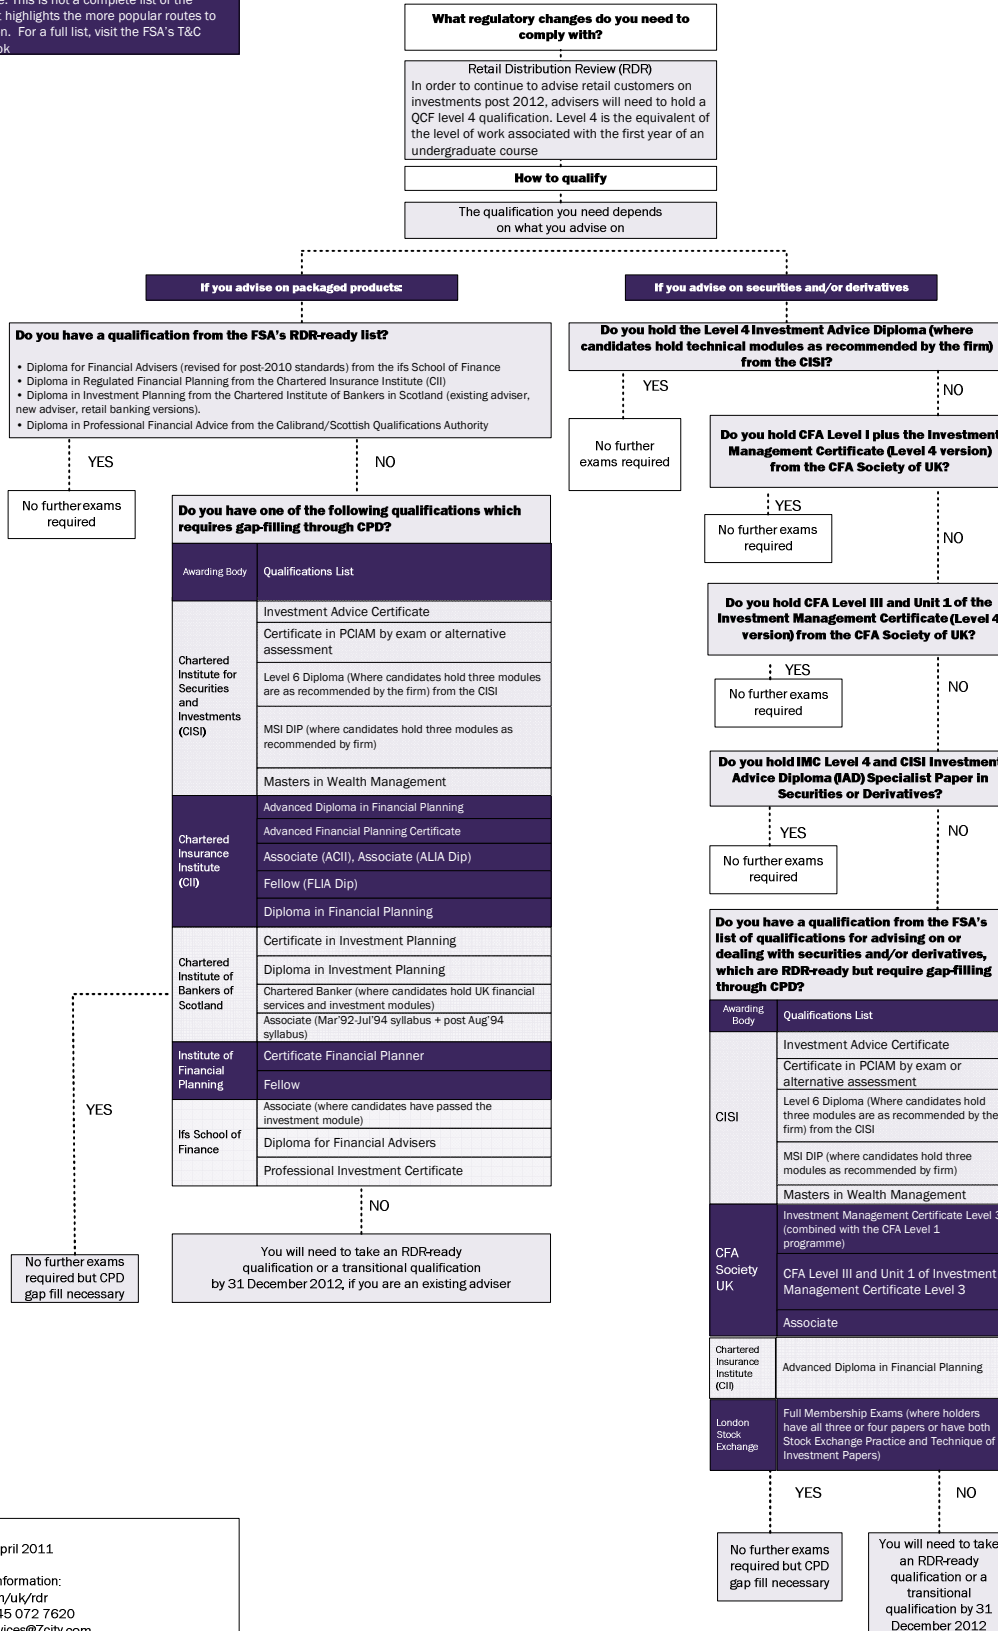 e. This is not a complete list of the
t highlights the more popular routes to
n. For a full list, visit the FSA's T&C
ok
What regulatory changes do you need to
comply with?
Retail Distribution Review (RDR)
In order to continue to advise retail customers on
investments post 2012, advisers will need to hold a
QCF level 4 qualification. Level 4 is the equivalent of
the level of work associated with the first year of an
undergraduate course
How to qualify
The qualification you need depends
on what you advise on
If you advise on packaged products:
Do you have a qualification from the FSA's RDR-ready list?
• Diploma for Financial Advisers (revised for post-2010 standards) from the ifs School of Finance
• Diploma in Regulated Financial Planning from the Chartered Insurance Institute (CII)
• Diploma in Investment Planning from the Chartered Institute of Bankers in Scotland (existing adviser,
new adviser, retail banking versions).
• Diploma in Professional Financial Advice from the Calibrand/Scottish Qualifications Authority
YES
NO
No further exams
required
Do you have one of the following qualifications which
requires gap-filling through CPD?
Awarding Body
Qualifications List
Chartered
Institute for
Securities
and
Investments
(CISI)
Investment Advice Certificate
Certificate in PCIAM by exam or alternative
assessment
Level 6 Diploma (Where candidates hold three modules
are as recommended by the firm) from the CISI
MSI DIP (where candidates hold three modules as
recommended by firm)
Masters in Wealth Management
Chartered
Insurance
Institute
(CII)
Advanced Diploma in Financial Planning
Advanced Financial Planning Certificate
Associate (ACII), Associate (ALIA Dip)
Fellow (FLIA Dip)
Diploma in Financial Planning
Chartered
Institute of
Bankers of
Scotland
Certificate in Investment Planning
Diploma in Investment Planning
Chartered Banker (where candidates hold UK financial
services and investment modules)
Associate (Mar'92-Jul'94 syllabus + post Aug'94
syllabus)
Institute of
Financial
Planning
Certificate Financial Planner
Fellow
Ifs School of
Finance
Associate (where candidates have passed the
investment module)
Diploma for Financial Advisers
Professional Investment Certificate
YES
NO
No further exams
required but CPD
gap fill necessary
You will need to take an RDR-ready
qualification or a transitional qualification
by 31 December 2012, if you are an existing adviser
If you advise on securities and/or derivatives
Do you hold the Level 4 Investment Advice Diploma (where
candidates hold technical modules as recommended by the firm)
from the CISI?
YES
NO
No further
exams required
Do you hold CFA Level I plus the Investment
Management Certificate (Level 4 version)
from the CFA Society of UK?
YES
NO
No further exams
required
Do you hold CFA Level III and Unit 1 of the
Investment Management Certificate (Level 4
version) from the CFA Society of UK?
YES
NO
No further exams
required
Do you hold IMC Level 4 and CISI Investment
Advice Diploma (IAD) Specialist Paper in
Securities or Derivatives?
YES
NO
No further exams
required
Do you have a qualification from the FSA's
list of qualifications for advising on or
dealing with securities and/or derivatives,
which are RDR-ready but require gap-filling
through CPD?
Awarding
Body
Qualifications List
CISI
Investment Advice Certificate
Certificate in PCIAM by exam or
alternative assessment
Level 6 Diploma (Where candidates hold
three modules are as recommended by the
firm) from the CISI
MSI DIP (where candidates hold three
modules as recommended by firm)
Masters in Wealth Management
CFA
Society
UK
Investment Management Certificate Level 3
(combined with the CFA Level 1
programme)
CFA Level III and Unit 1 of Investment
Management Certificate Level 3
Associate
Chartered
Insurance
Institute
(CII)
Advanced Diploma in Financial Planning
London
Stock
Exchange
Full Membership Exams (where holders
have all three or four papers or have both
Stock Exchange Practice and Technique of
Investment Papers)
YES
NO
No further exams
required but CPD
gap fill necessary
You will need to take
an RDR-ready
qualification or a
transitional
qualification by 31
December 2012
pril 2011
nformation:
n/uk/rdr
45 072 7620
vices@7city.com